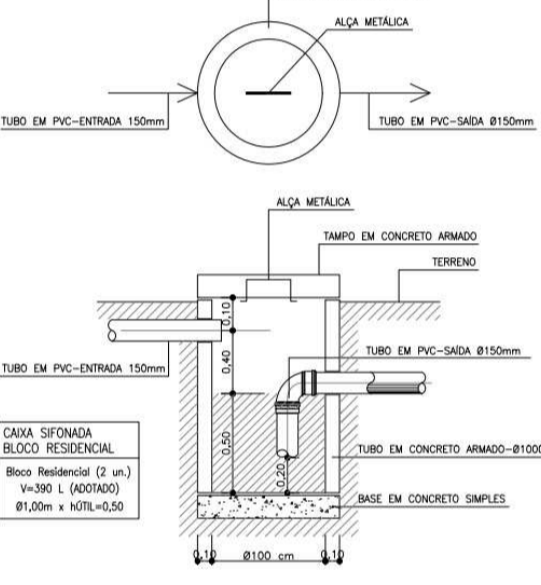 ALÇA METÁLICA
TUBO EM PVC-ENTRADA 150mm
TUBO EM PVC-SAÍDA Ø150mm
ALÇA METÁLICA
TAMPO EM CONCRETO ARMADO
TERRENO
0,10
TUBO EM PVC-SAÍDA Ø150mm
TUBO EM PVC-ENTRADA 150mm
0,40
CAIXA SIFONADA
BLOCO RESIDENCIAL
Bloco Residencial (2 un.)
V=390 L (ADOTADO)
Ø1,00m x hÚTIL=0,50
0,50
0,20
TUBO EM CONCRETO ARMADO-Ø1000
BASE EM CONCRETO SIMPLES
0,10
Ø100 cm
0,10